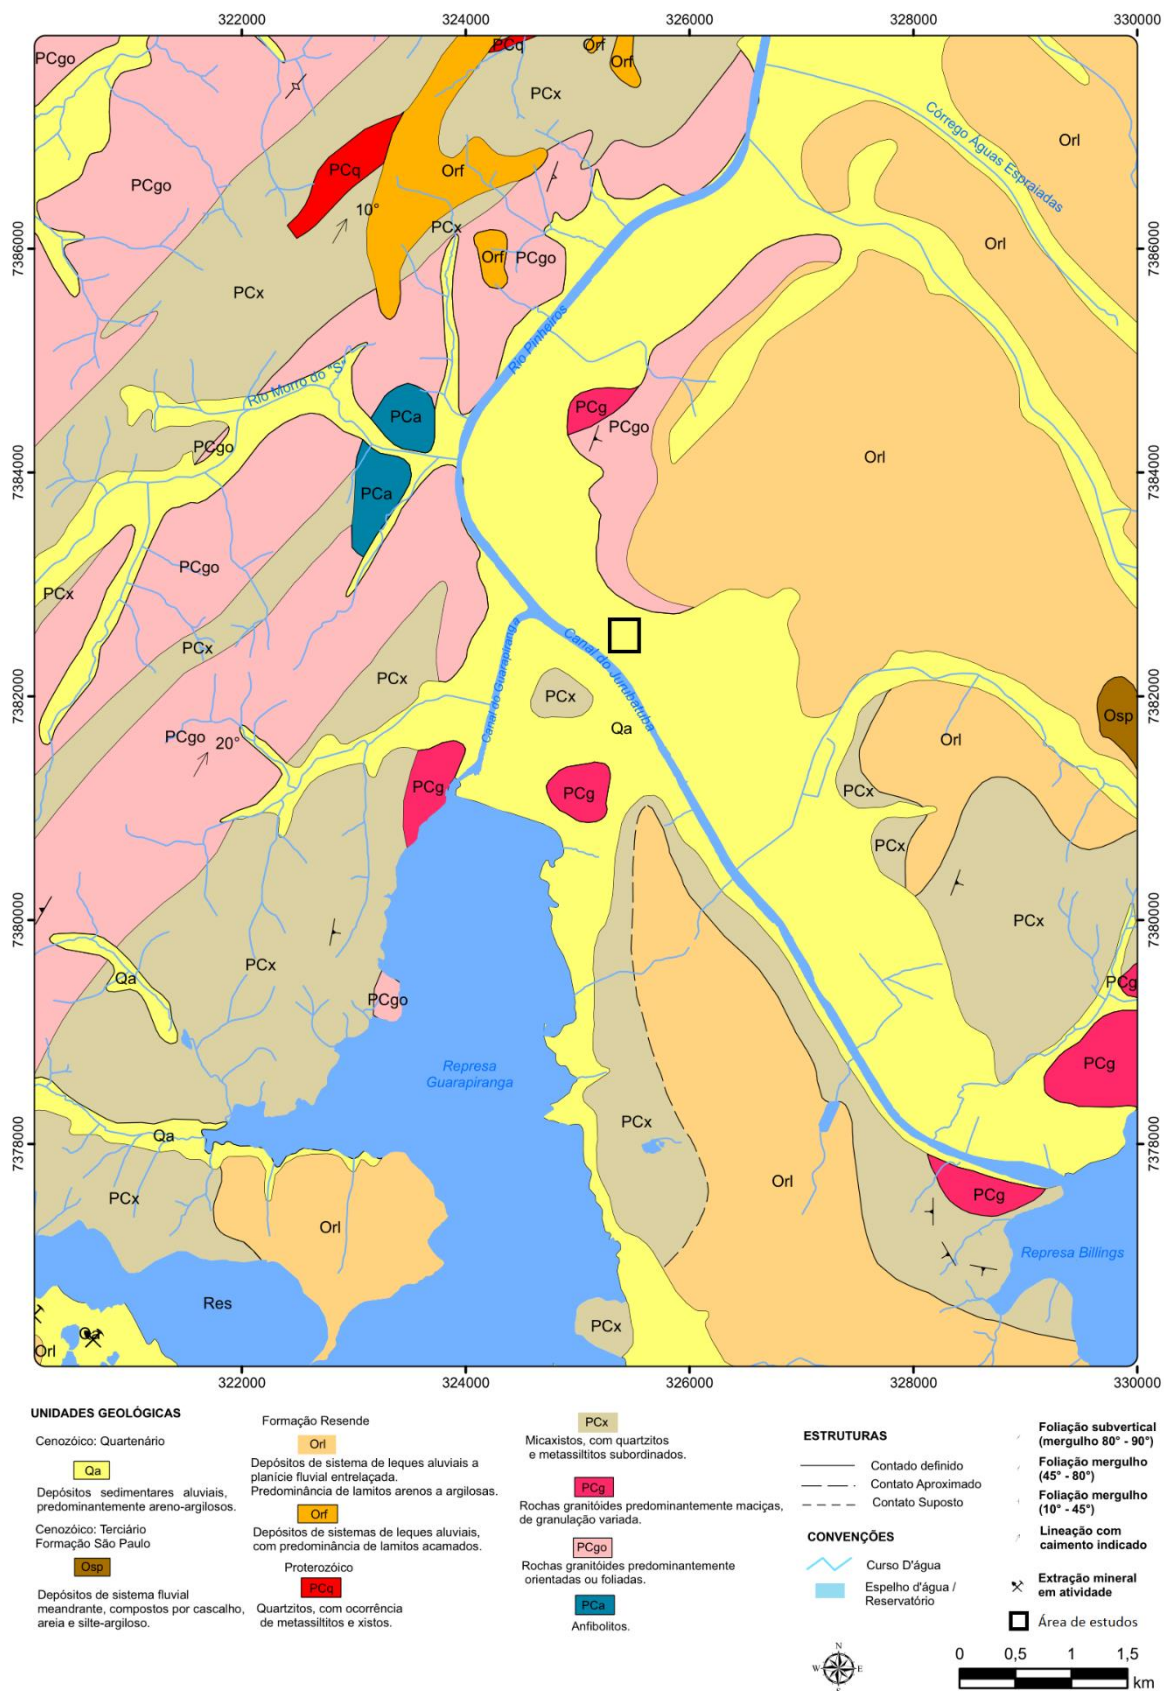 322000 324000 326000 328000 330000
PCgo
PCq
Orf
Orf
PCx
Córrego Águas Espraiadas
Orl
PCq
Orf
PCgo
10°
PCx
7386000
7386000
Orf
PCgo
Orl
PCx
Rio Pinheiros
Rio Morro do "S"
PCa
PCg
PCgo
PCgo
Orl
7384000
7384000
PCa
PCgo
PCx
PCx
Canal do Guarapiranga
Canal do Jurubatuba
PCx
PCx
7382000
7382000
Osp
Qa
PCgo
20°
Orl
PCg
PCg
PCx
PCx
7380000
7380000
PCx
PCx
Qa
PCgo
PCg
Represa
Guarapiranga
PCg
PCx
7378000
7378000
Qa
PCx
Orl
PCg
Orl
Represa Billings
Res
PCx
Qa
Orl
322000 324000 326000 328000 330000
UNIDADES GEOLÓGICAS
Cenozóico: Quartenário
Qa
Depósitos sedimentares aluviais,
predominantemente areno-argilosos.
Cenozóico: Terciário
Formação São Paulo
Osp
Depósitos de sistema fluvial
meandrante, compostos por cascalho,
areia e silte-argiloso.
Formação Resende
Orl
Depósitos de sistema de leques aluviais a
planície fluvial entrelaçada.
Predominância de lamitos arenos a argilosas.
Orf
Depósitos de sistemas de leques aluviais,
com predominância de lamitos acamados.
Proterozóico
PCq
Quartzitos, com ocorrência
de metassiltitos e xistos.
PCx
Micaxistos, com quartzitos
e metassiltitos subordinados.
PCg
Rochas granitóides predominantemente maciças,
de granulação variada.
PCgo
Rochas granitóides predominantemente
orientadas ou foliadas.
PCa
Anfibolitos.
ESTRUTURAS
Contado definido
Contato Aproximado
Contato Suposto
CONVENÇÕES
Curso D'água
Espelho d'água /
Reservatório
Foliação subvertical
(mergulho 80° - 90°)
Foliação mergulho
(45° - 80°)
Foliação mergulho
(10° - 45°)
Lineação com
caimento indicado
Extração mineral
em atividade
Área de estudos
N
W E
S
0 0,5 1 1,5
km